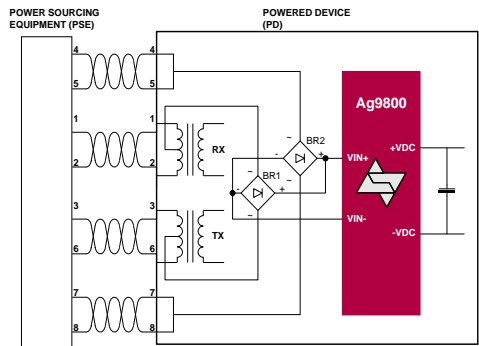 POWER SOURCING
EQUIPMENT (PSE)
POWERED DEVICE
(PD)
4 4
5 5
1 1
2 2
3 3
6 6
7 7
8 8
RX
TX
~ BR2
- +
~
~ BR1
- +
~
Ag9800
VIN+
VIN-
+VDC
-VDC